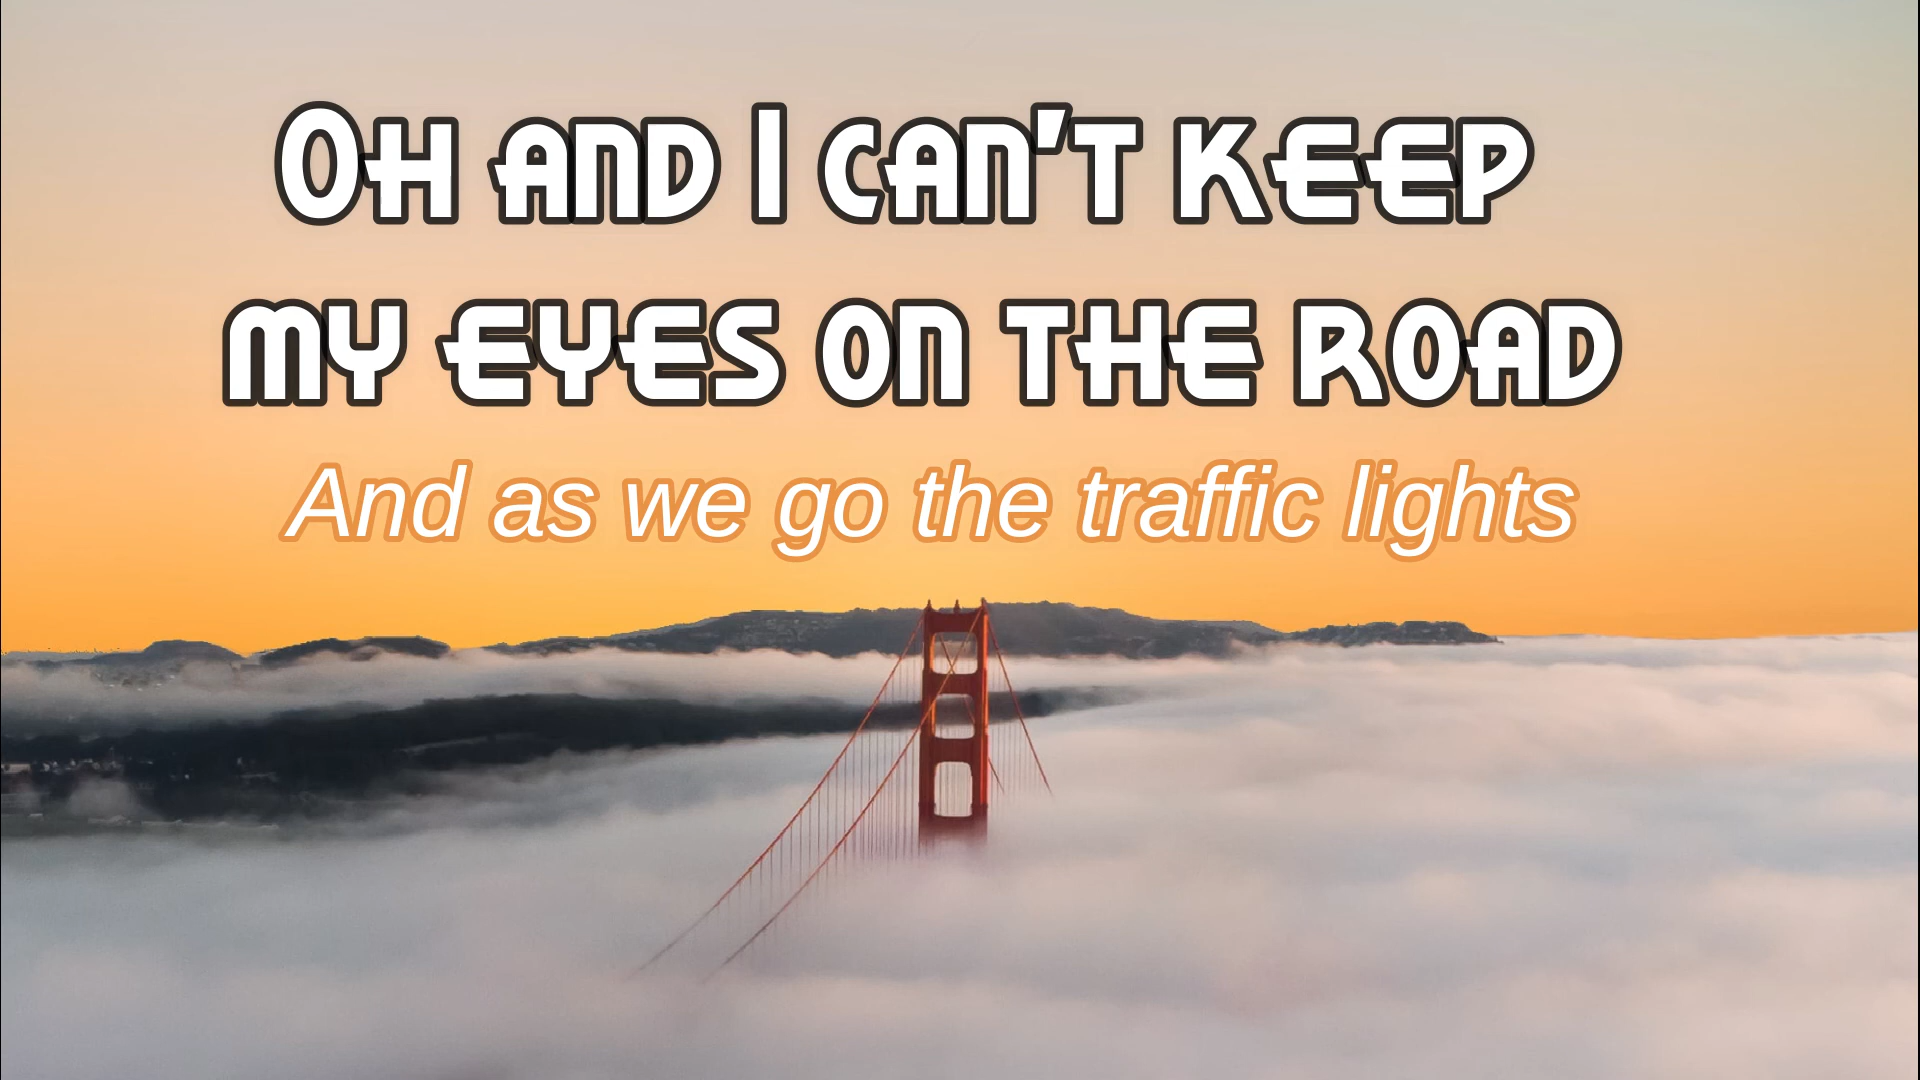 Oh and I can't keep
my eyes on the road
And as we go the traffic lights